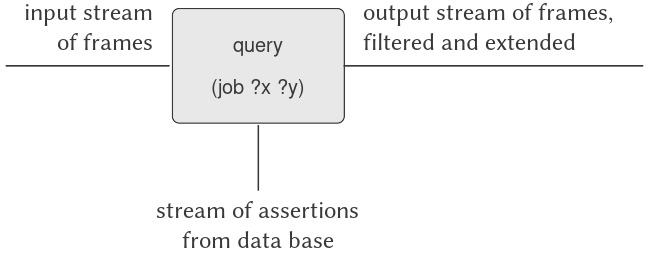 input stream
of frames
query
(job ?x ?y)
output stream of frames,
filtered and extended
stream of assertions
from data base